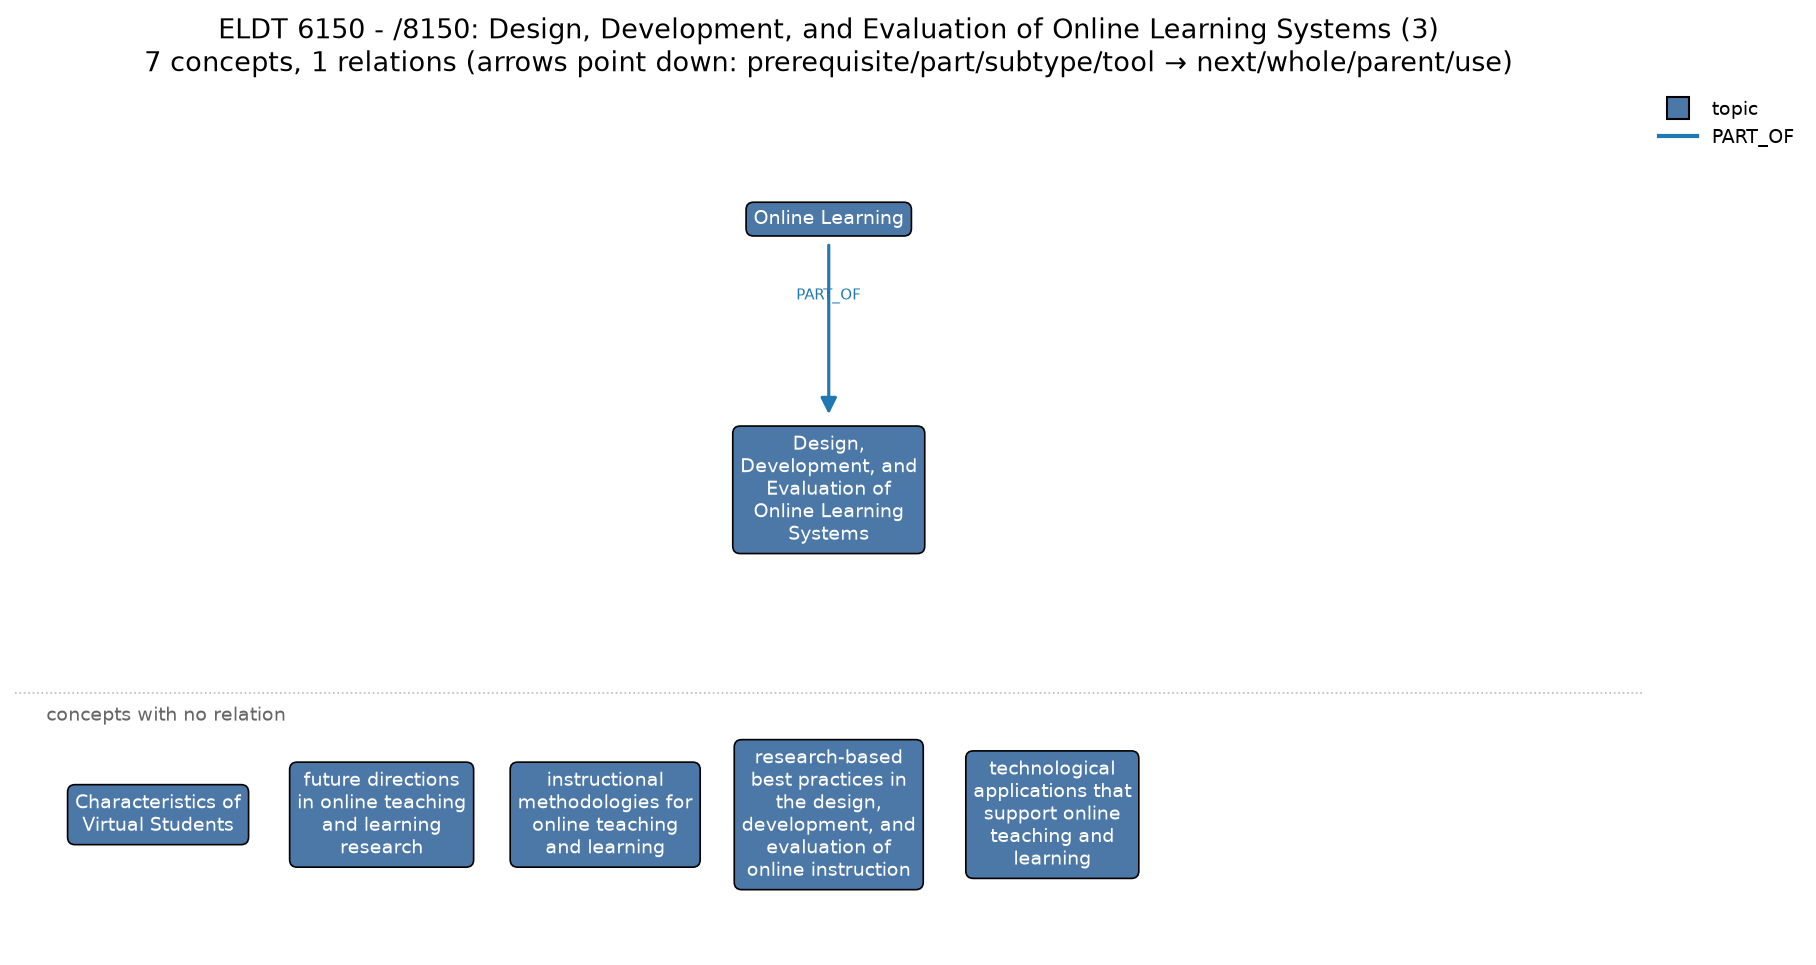 ELDT 6150 - /8150: Design, Development, and Evaluation of Online Learning Systems (3)
7 concepts, 1 relations (arrows point down: prerequisite/part/subtype/tool → next/whole/parent/use)
topic
PART_OF
Online Learning
PART_OF
Design,
Development, and
Evaluation of
Online Learning
Systems
concepts with no relation
Characteristics of
Virtual Students
future directions
in online teaching
and learning
research
instructional
methodologies for
online teaching
and learning
research-based
best practices in
the design,
development, and
evaluation of
online instruction
technological
applications that
support online
teaching and
learning